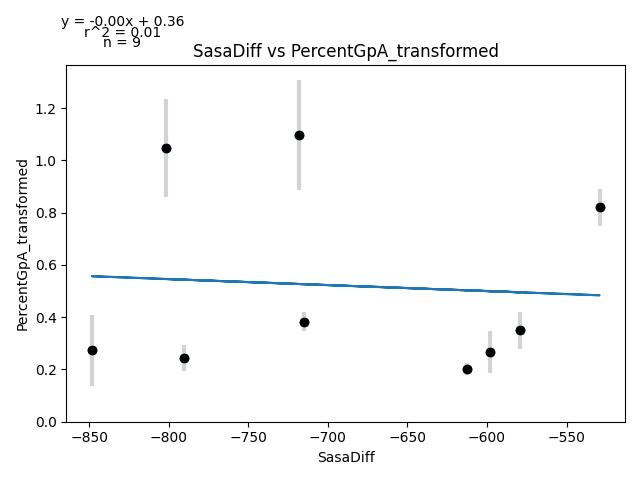 y = -0.00x + 0.36
r^2 = 0.01
n = 9
SasaDiff vs PercentGpA_transformed
PercentGpA_transformed
1.2
1.0
0.8
0.6
0.4
0.2
0.0
−850
−800
−750
−700
−650
−600
−550
SasaDiff